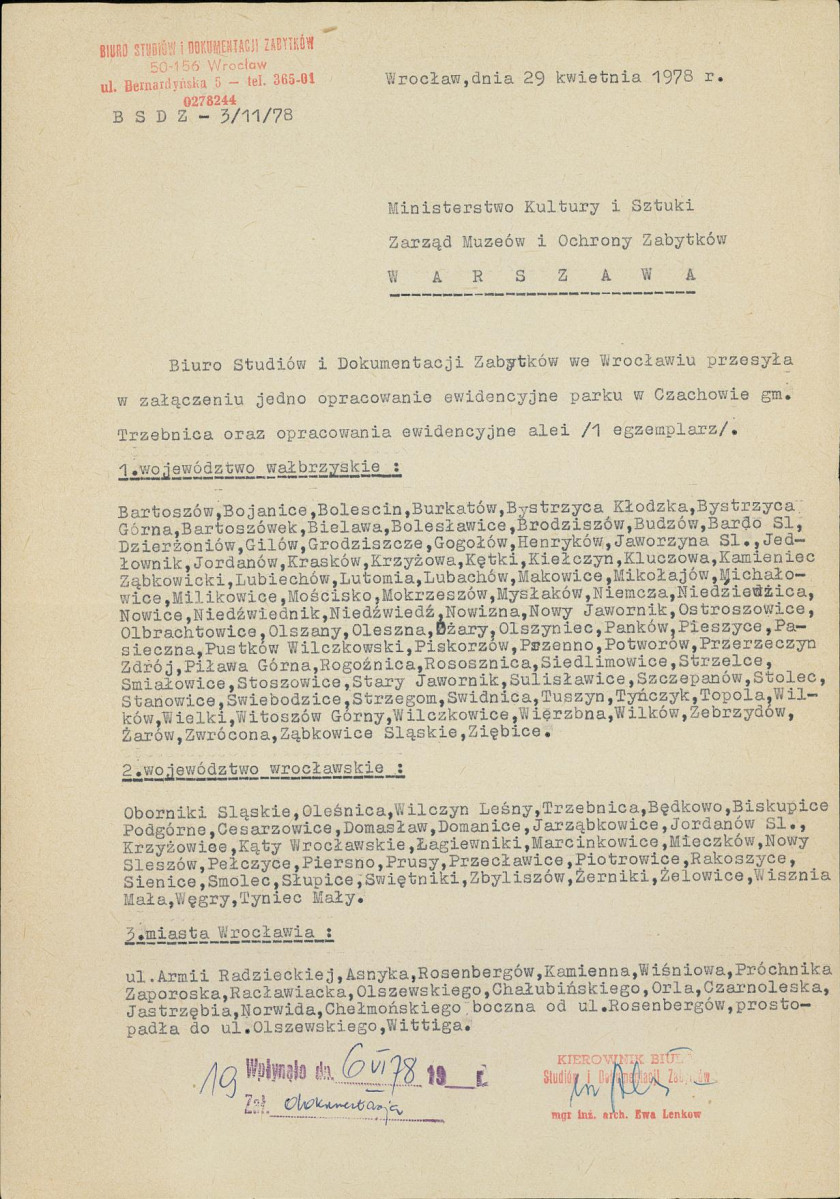 BIURO STUDIÓW i DOKUMENTACJI ZABYTKÓW
50-156 Wrocław
ul. Bernardyńska 5 — tel. 365-01
0278244
B S D Z - 3/11/78
Wrocław,dnia 29 kwietnia 1978 r.
Ministerstwo Kultury i Sztuki
Zarząd Muzeów i Ochrony Zabytków
W A R S Z A W A
Biuro Studiów i Dokumentacji Zabytków we Wrocławiu przesyła
w załączeniu jedno opracowanie ewidencyjne parku w Czachowie gm.
Trzebnica oraz opracowania ewidencyjne alei /1 egzemplarz/.
1.województwo wałbrzyskie :
Bartoszów,Bojanice,Bolescin,Burkatów,Bystrzyca Kłodzka,Bystrzyca
Górna,Bartoszówek,Bielawa,Bolesławice,Brodziszów,Budzów,Bardo Sl,
Dzierżoniów,Gilów,Grodziszcze,Gogołów,Henryków,Jaworzyna Sl.,Jed-
łownik,Jordanów,Krasków,Krzyżowa,Kętki,Kiełczyn,Kluczowa,Kamieniec
Ząbkowicki,Lubiechów,Lutomia,Lubachów,Makowice,Mikołajów,Michało-
wice,Milikowice,Mościsko,Mokrzeszów,Mysłaków,Niemcza,Niedźiedzica,
Nowice,Niedźwiednik,Niedźwiedź,Nowizna,Nowy Jawornik,Ostroszowice,
Olbrachtowice,Olszany,Oleszna,Ożary,Olszyniec,Panków,Pieszyce,Pa-
sieczna,Pustków Wilczkowski,Piskorzów,Pszenno,Potworów,Przerzeczyn
Zdrój,Piława Górna,Rogoźnica,Rososznica,Siedlimowice,Strzelce,
Smiałowice,Stoszowice,Stary Jawornik,Sulisławice,Szczepanów,Stolec,
Stanowice,Swiebodzice,Strzegom,Swidnica,Tuszyn,Tyńczyk,Topola,Wil-
ków,Wielki,Witoszów Górny,Wilczkowice,Wierzbna,Wilków,Zebrzydów,
Żarów,Zwrócona,Ząbkowice Sląskie,Ziębice.
2.województwo wrocławskie :
Oborniki Sląskie,Oleśnica,Wilczyn Leśny,Trzebnica,Będkowo,Biskupice
Podgórne,Cesarzowice,Domasław,Domanice,Jarząbkowice,Jordanów Sl.,
Krzyżowice,Kąty Wrocławskie,Łagiewniki,Marcinkowice,Mieczków,Nowy
Sleszów,Pełczyce,Piersno,Prusy,Przecławice,Piotrowice,Rakoszyce,
Sienice,Smolec,Słupice,Swiętniki,Zbyliszów,Żerniki,Żelowice,Wisznia
Mała,Węgry,Tyniec Mały.
3.miasta Wrocławia :
ul.Armii Radzieckiej,Asnyka,Rosenbergów,Kamienna,Wiśniowa,Próchnika
Zaporoska,Racławiacka,Olszewskiego,Chałubińskiego,Orla,Czarnoleska,
Jastrzębia,Norwida,Chełmońskiego boczna od ul.Rosenbergów,prosto-
padła do ul.Olszewskiego,Wittiga.
19 Wpłynęło dn. 6 VI 78 19 r.
Zał. dokumentacja
KIEROWNIK BIURA
Studiów i Dokumentacji Zabytków
mgr inż. arch. Ewa Lenkow